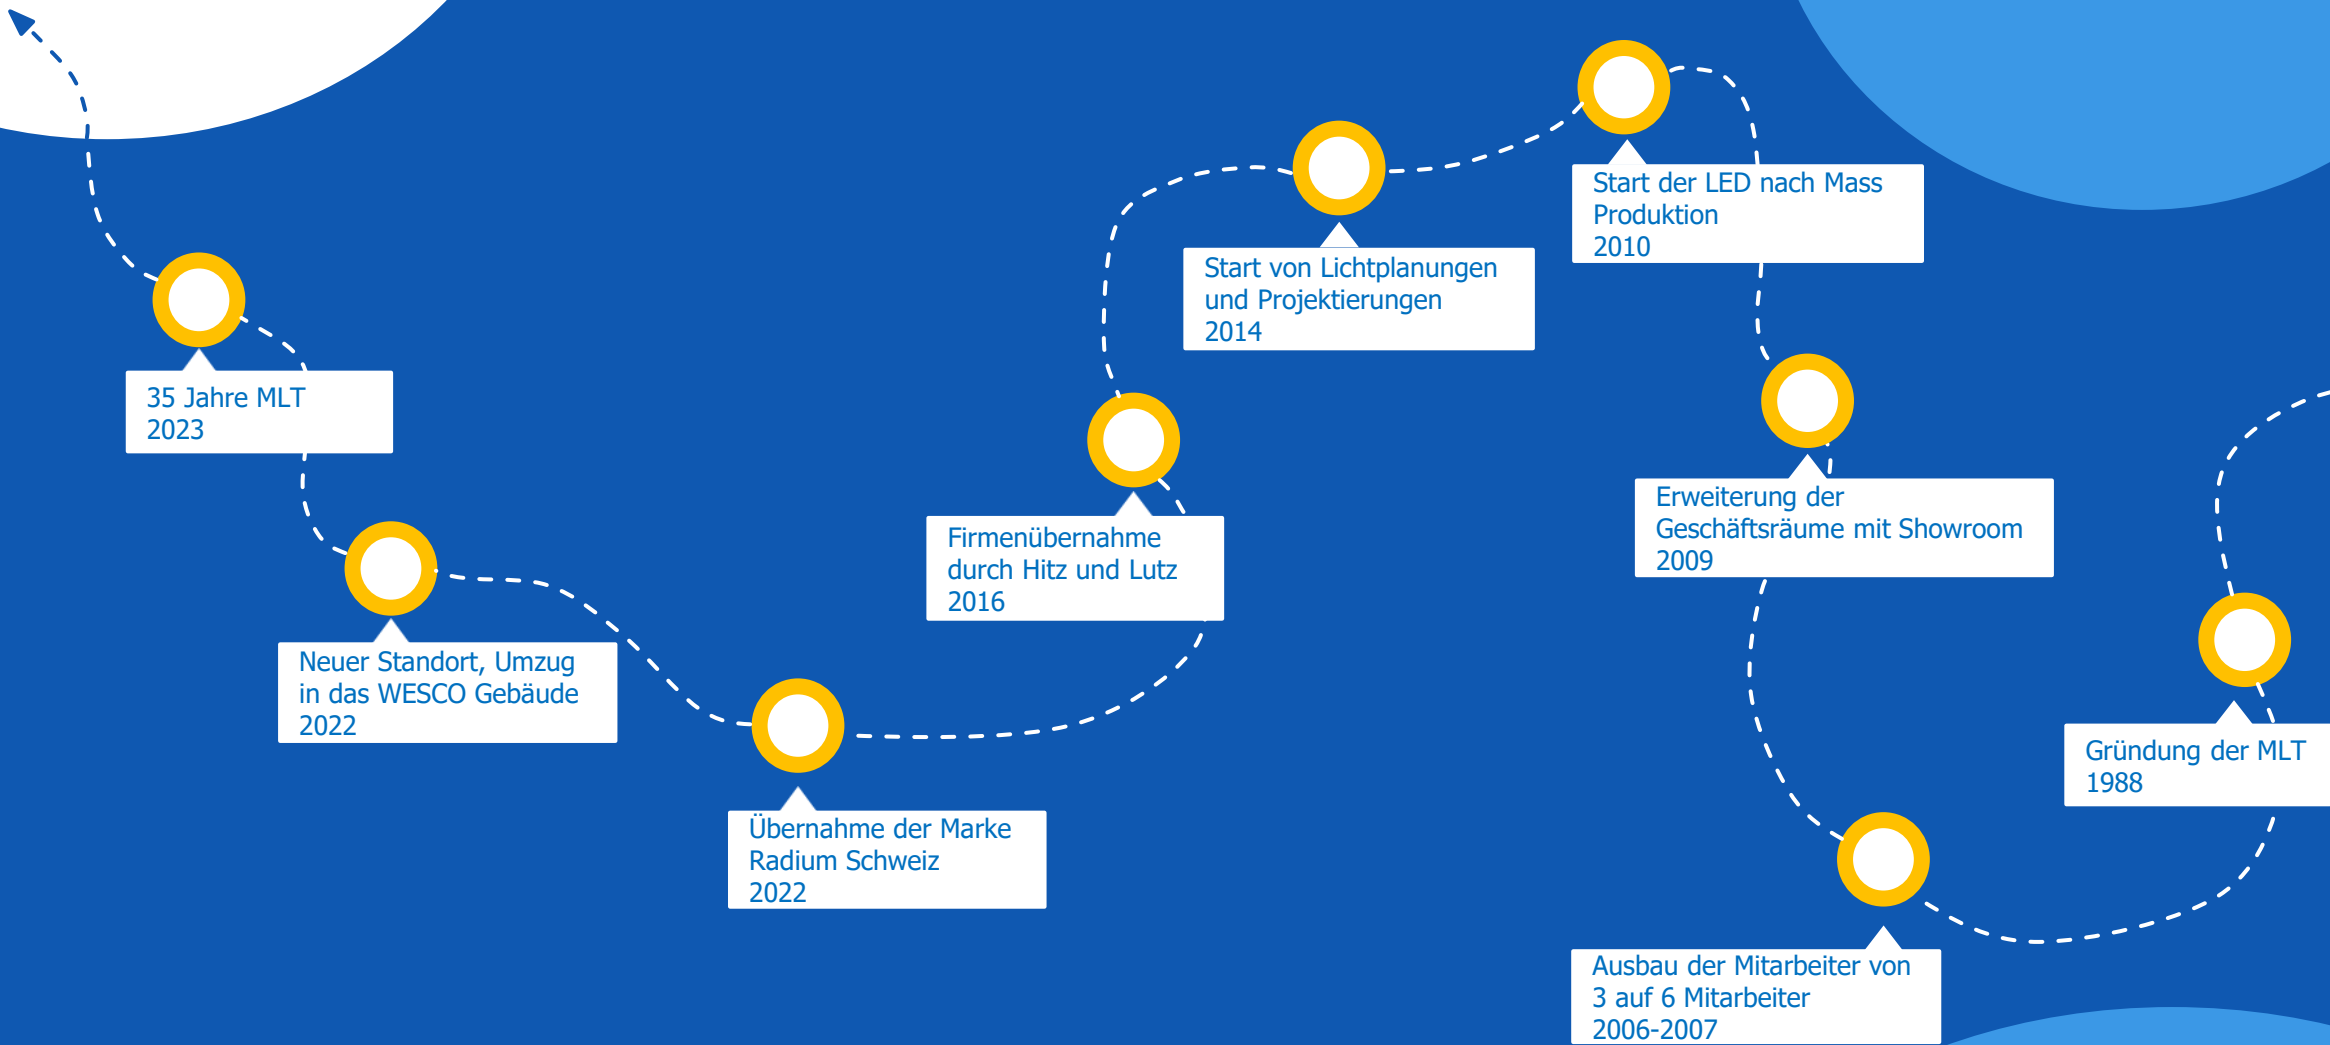 Start der LED nach Mass
Produktion
2010
Start von Lichtplanungen
und Projektierungen
2014
35 Jahre MLT
2023
Erweiterung der
Geschäftsräume mit Showroom
2009
Firmenübernahme
durch Hitz und Lutz
2016
Neuer Standort, Umzug
in das WESCO Gebäude
2022
Gründung der MLT
1988
Übernahme der Marke
Radium Schweiz
2022
Ausbau der Mitarbeiter von
3 auf 6 Mitarbeiter
2006-2007